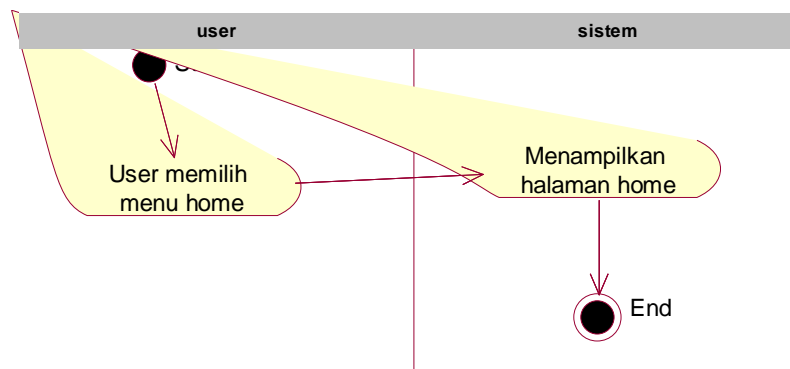 user
sistem
User memilih
menu home
Menampilkan
halaman home
End